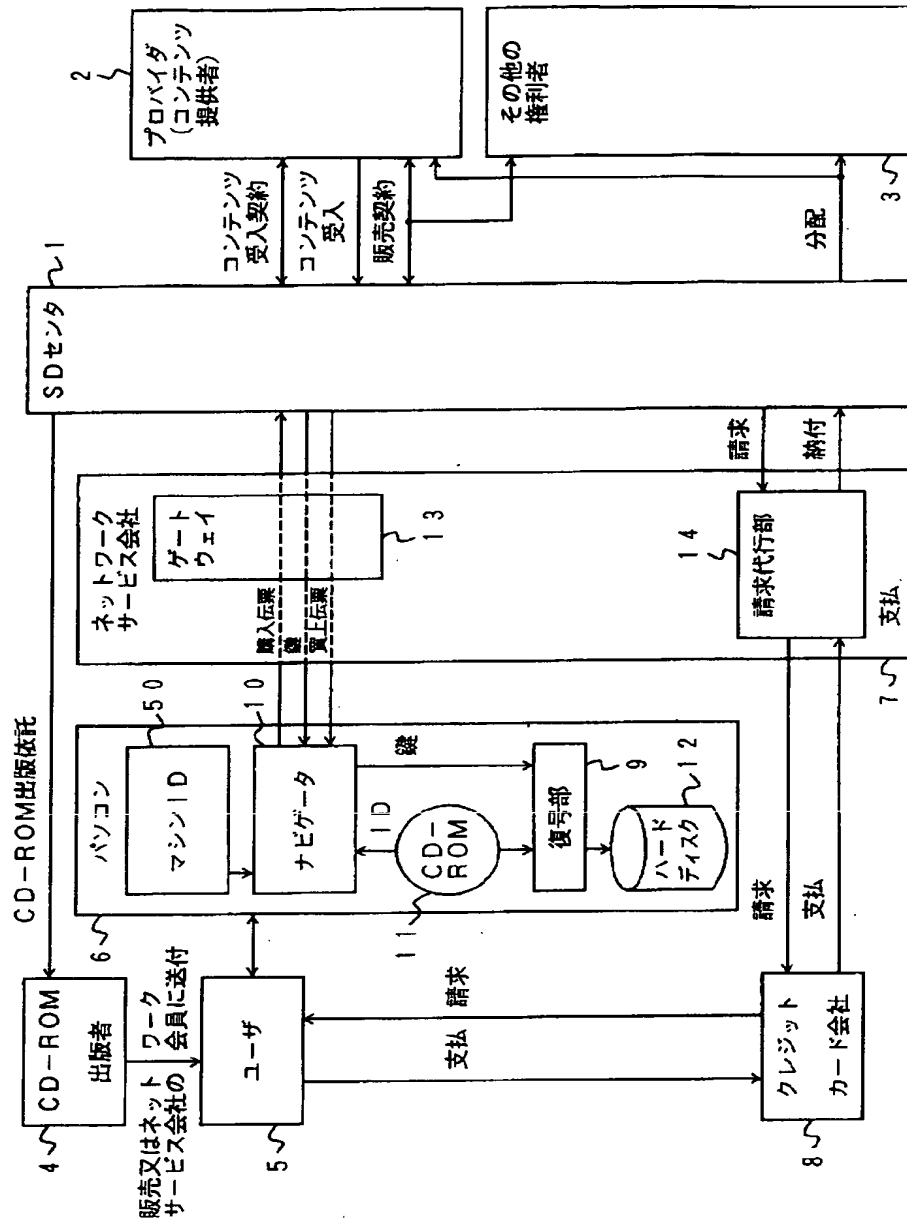 CD-ROM出版依託
4
CD-ROM
出版者
販売又はネット
ワーク
サービス会社の
会員に送付
5
ユーザ
請求
支払
8
クレジット
カード会社
6
パソコン
50
マシンID
10
ナビゲータ
ID
鍵
11
CD-
ROM
9
復号部
12
ハード
ディスク
請求
支払
ネットワーク
サービス会社
ゲート
ウェイ
13
購入伝票
鍵
買上伝票
14
請求代行部
支払
7
請求
納付
SDセンタ
1
コンテンツ
受入契約
コンテンツ
受入
販売契約
分配
2
プロバイダ
(コンテンツ
提供者)
その他の
権利者
3